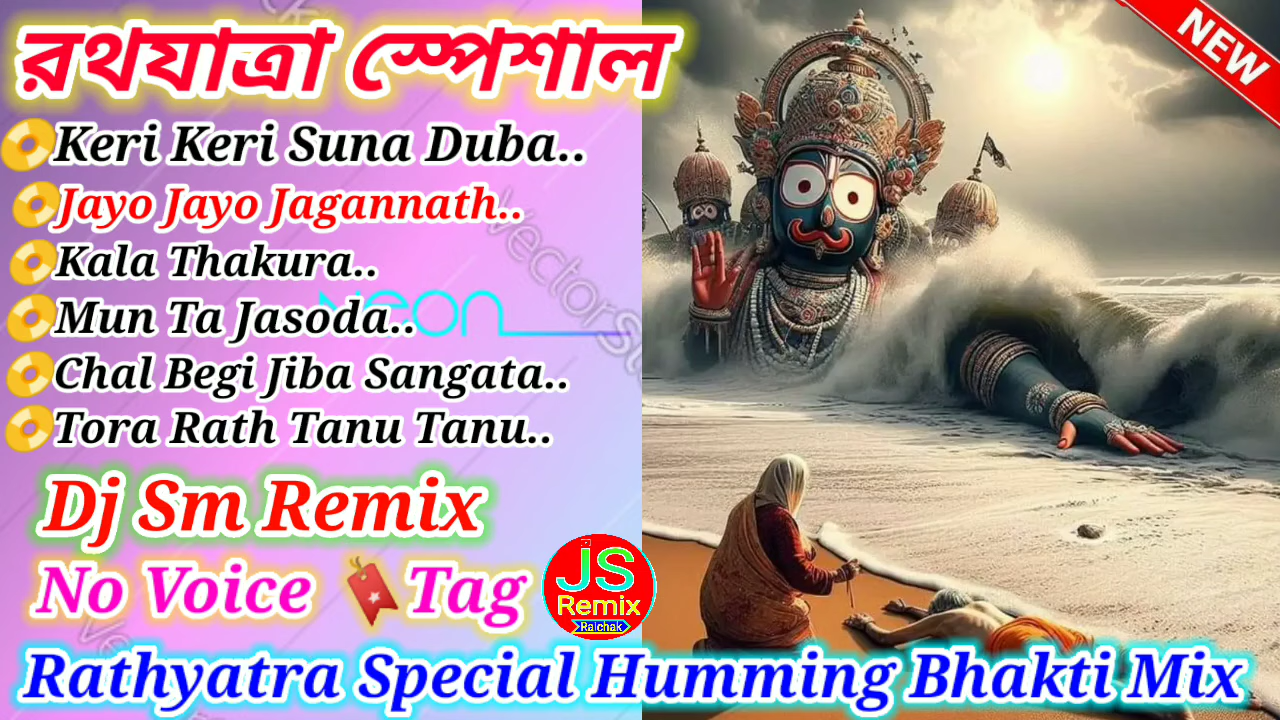 রথযাত্রা স্পেশাল
NEW
Keri Keri Suna Duba..
Jayo Jayo Jagannath..
Kala Thakura..
Mun Ta Jasoda..
neon
Chal Begi Jiba Sangata..
Tora Rath Tanu Tanu..
Dj Sm Remix
No Voice 🔖Tag
JS
Remix
Raichak
Rathyatra Special Humming Bhakti Mix